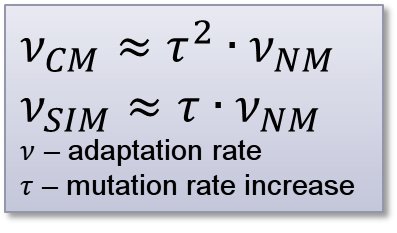 𝜈_CM ≈ 𝜏² · 𝜈_NM
𝜈_SIM ≈ 𝜏 · 𝜈_NM
𝜈 – adaptation rate
𝜏 – mutation rate increase